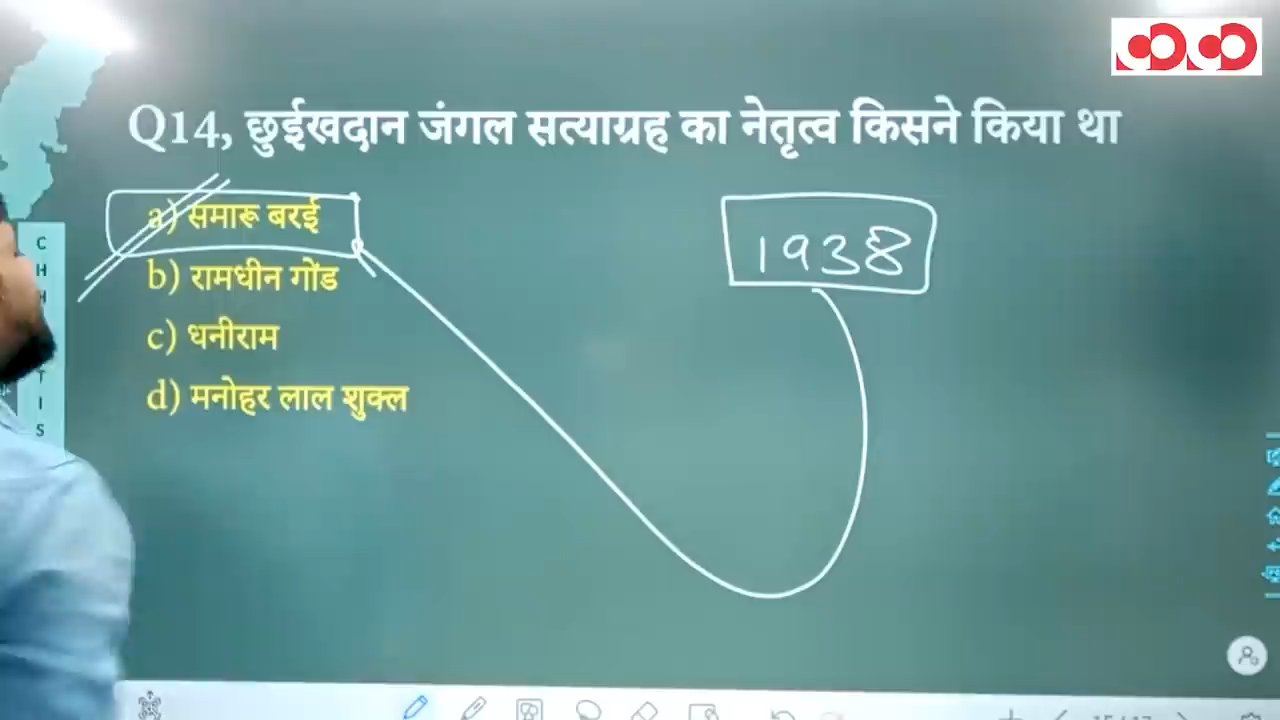 Q14, छुईखदान जंगल सत्याग्रह का नेतृत्व किसने किया था
a) समारू बरई
1938
b) रामधीन गोंड
c) धनीराम
d) मनोहर लाल शुक्ल
C
H
H
T
I
S